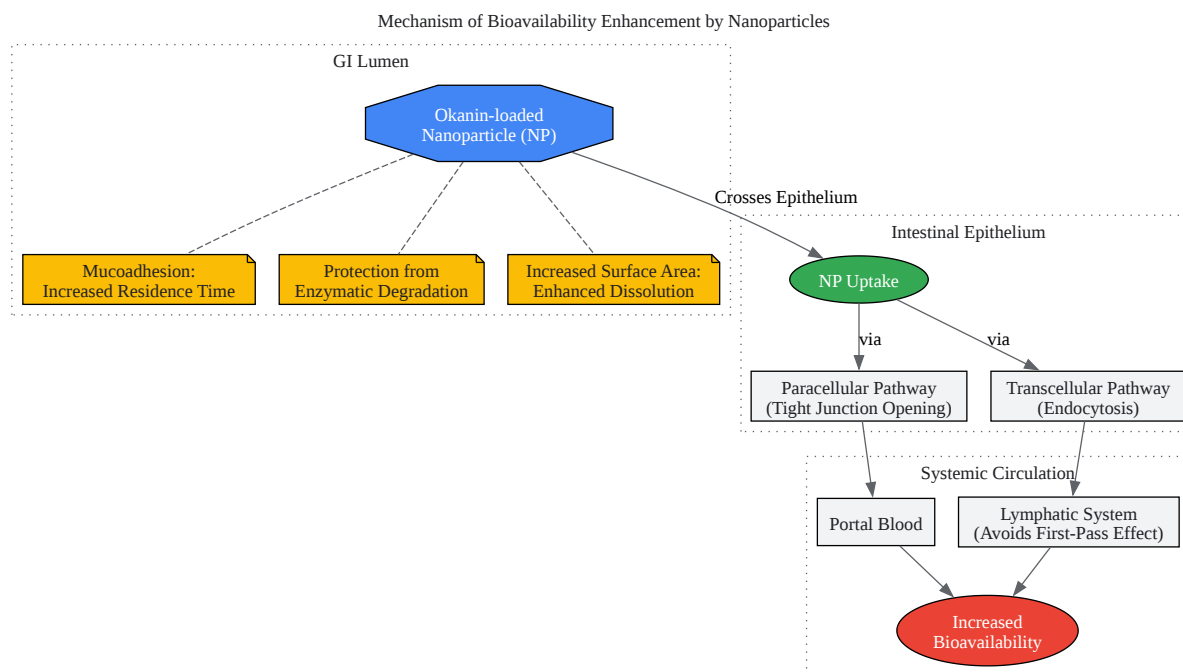 Mechanism of Bioavailability Enhancement by Nanoparticles
GI Lumen
Okanin-loaded
Nanoparticle (NP)
Mucoadhesion:
Increased Residence Time
Protection from
Enzymatic Degradation
Increased Surface Area:
Enhanced Dissolution
Crosses Epithelium
Intestinal Epithelium
NP Uptake
via
via
Paracellular Pathway
(Tight Junction Opening)
Transcellular Pathway
(Endocytosis)
Systemic Circulation
Portal Blood
Lymphatic System
(Avoids First-Pass Effect)
Increased
Bioavailability